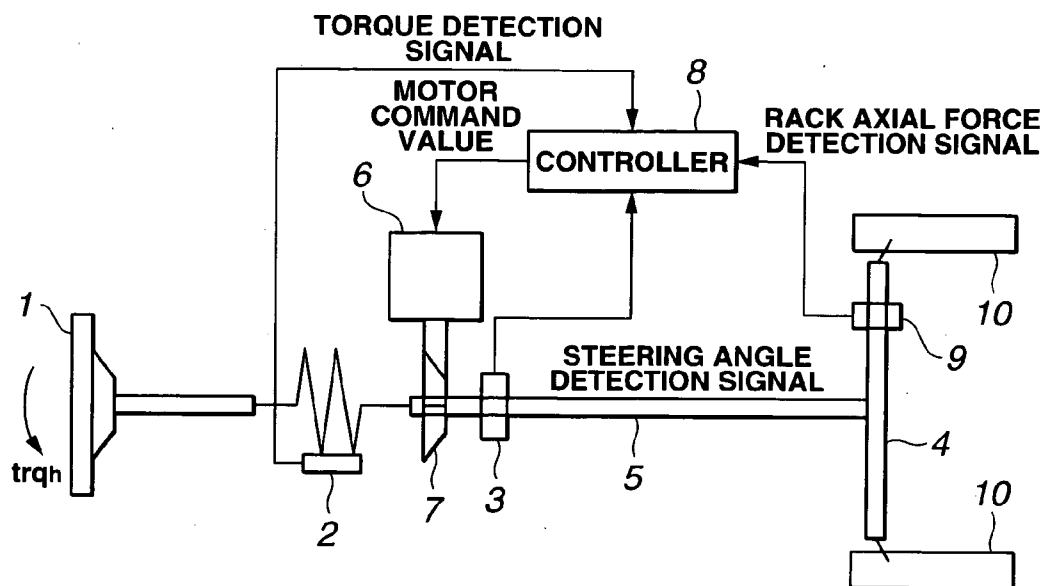 TORQUE DETECTION
SIGNAL
MOTOR
COMMAND
VALUE
8
RACK AXIAL FORCE
DETECTION SIGNAL
CONTROLLER
6
1
10
9
STEERING ANGLE
DETECTION SIGNAL
trqh
2
7
3
5
4
10